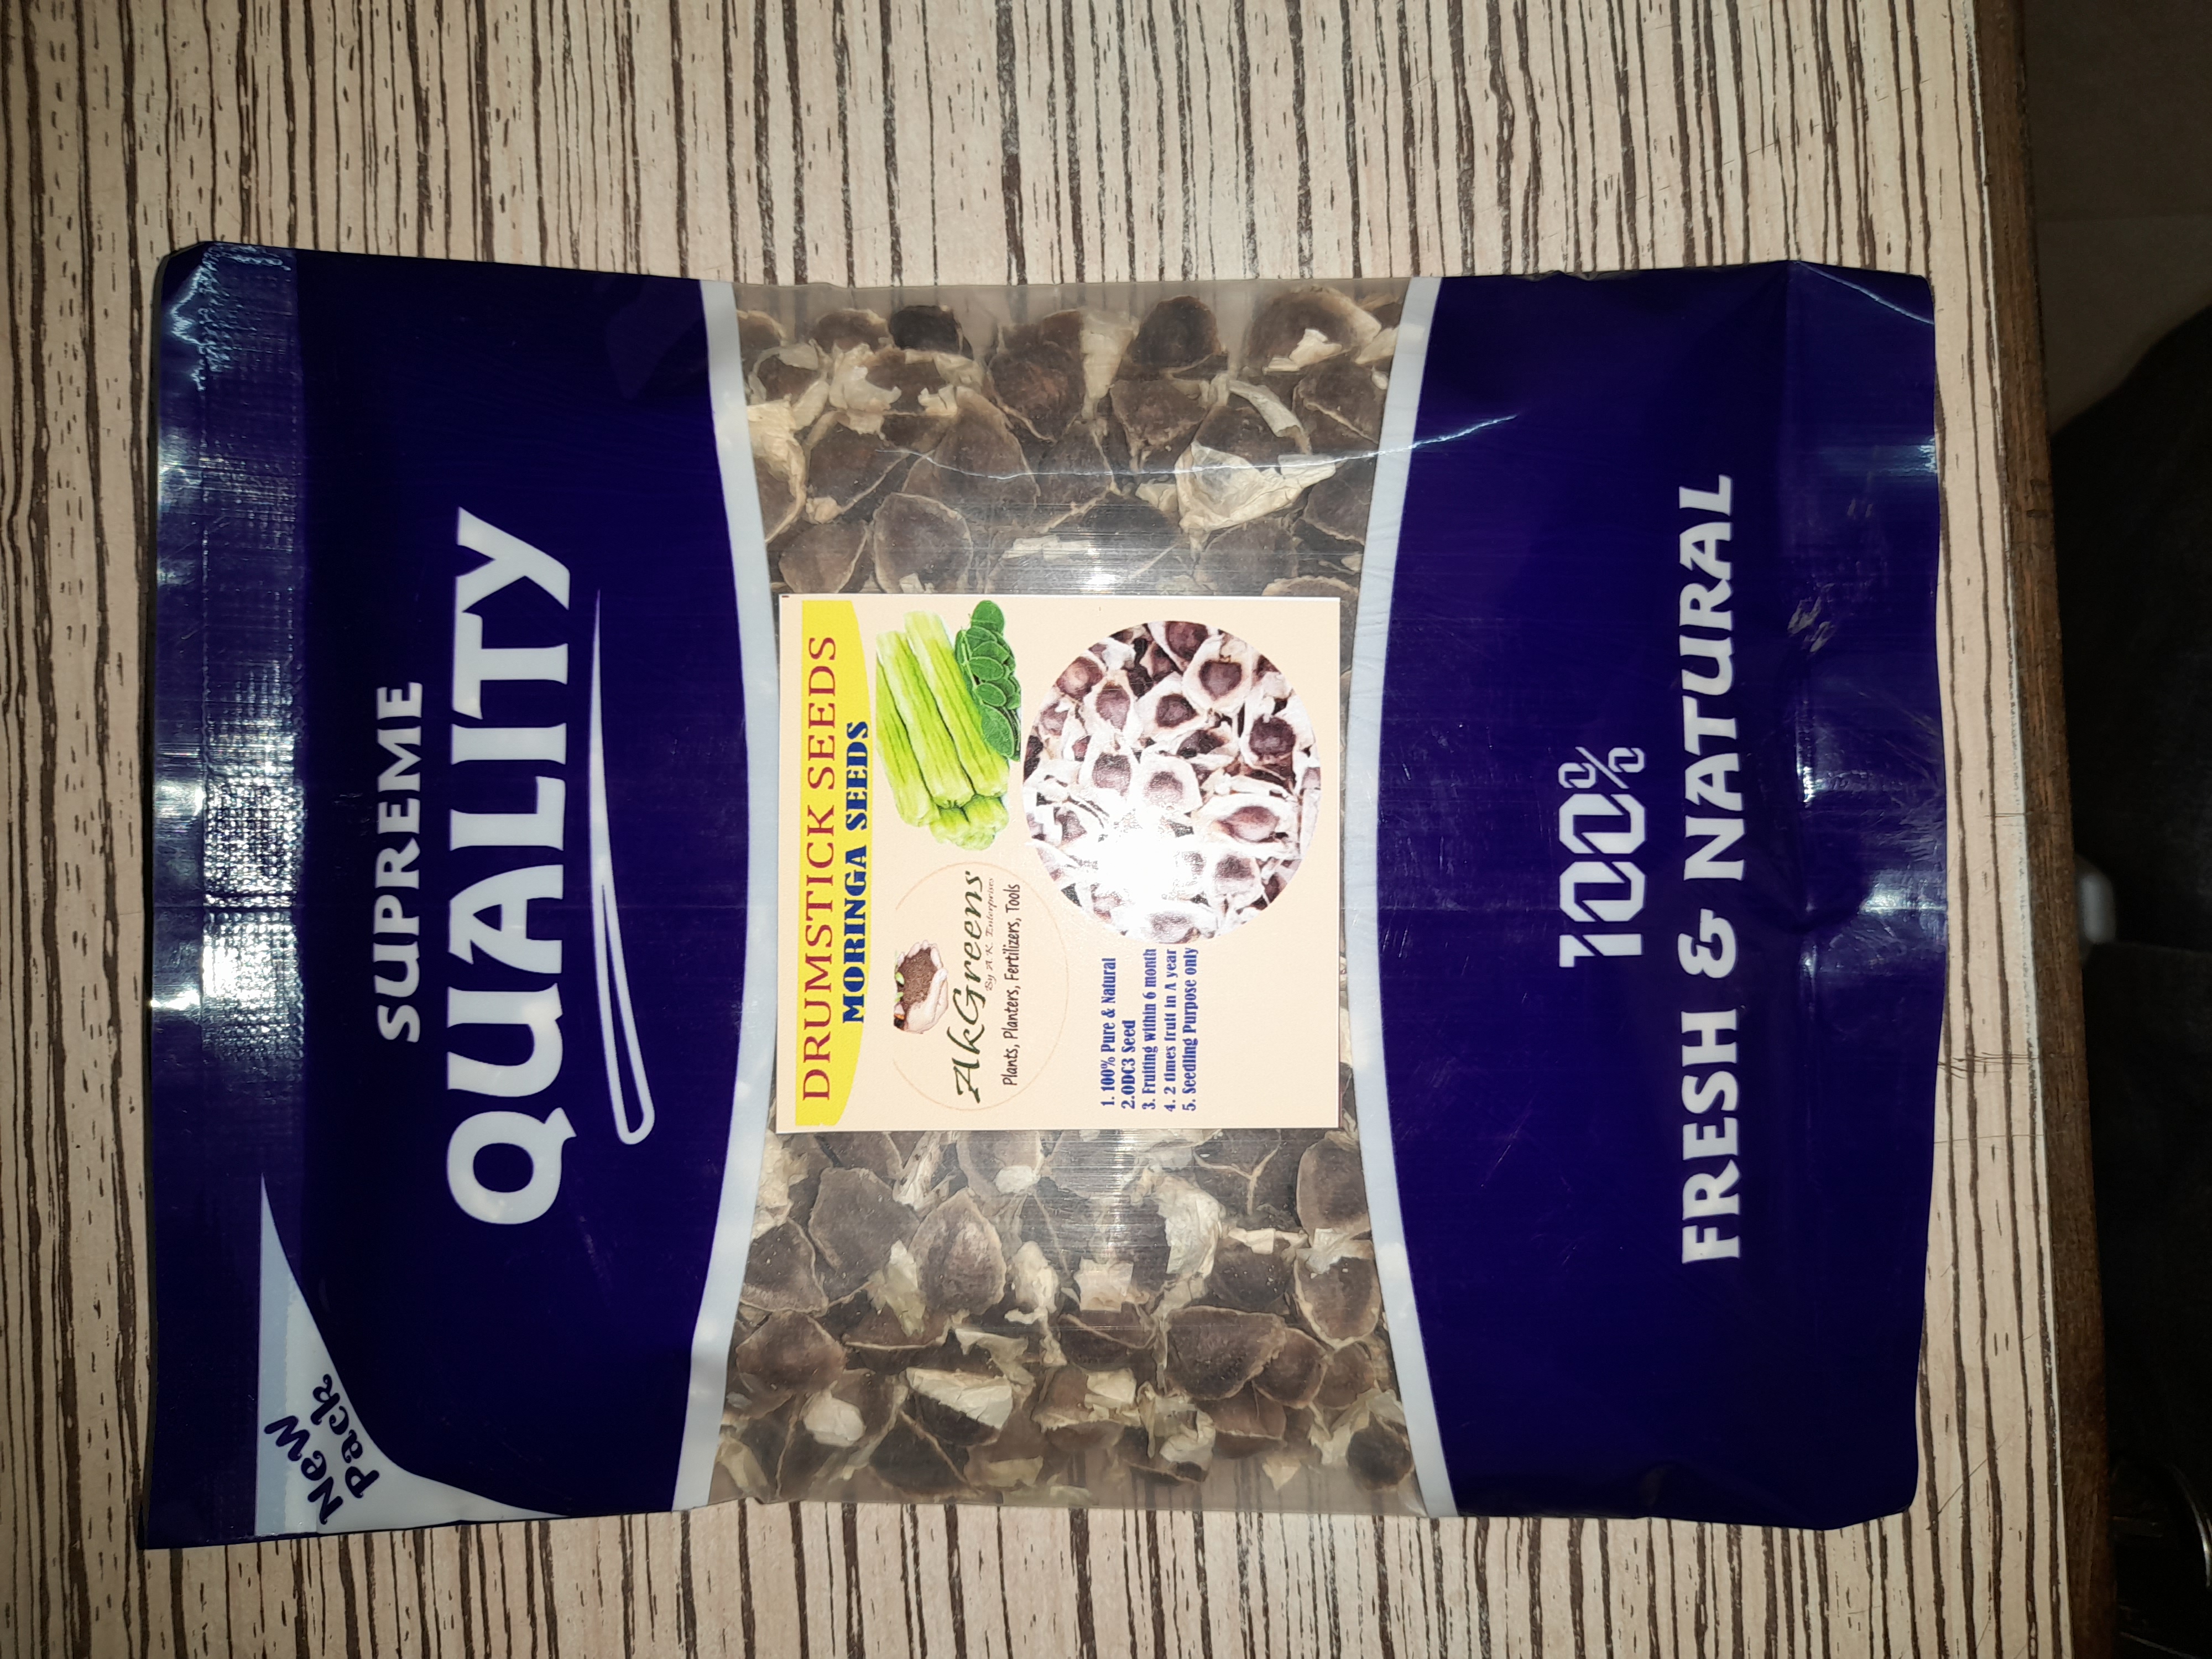 New
Pack
SUPREME
QUALITY
DRUMSTICK SEEDS
MORINGA SEEDS
AkGreens
By A.K. Enterprises
Plants, Planters, Fertilizers, Tools
1. 100% Pure & Natural
2.ODC3 Seed
3. Fruiting within 6 month
4. 2 times fruit in A year
5. Seedling Purpose only
100%
FRESH & NATURAL